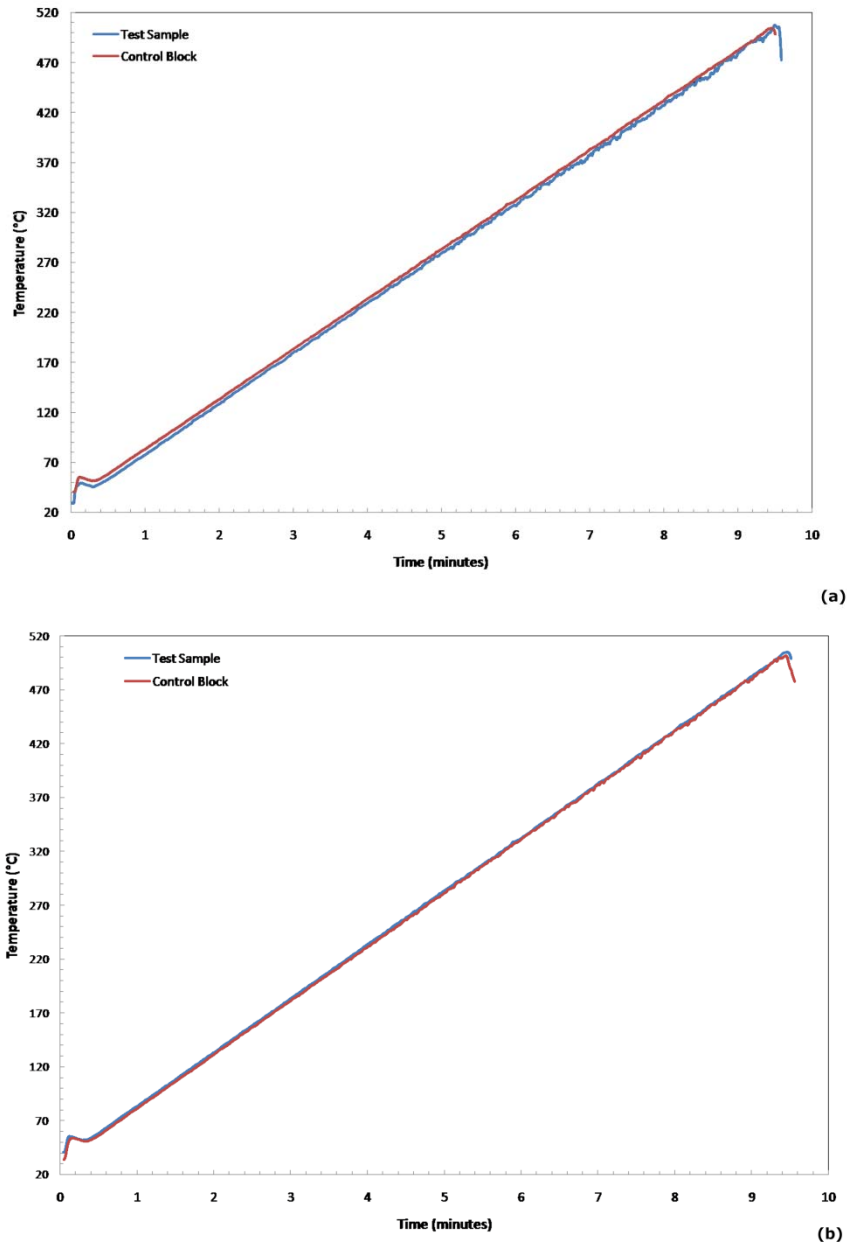 520
470
420
370
320
270
220
170
120
70
20
Temperature (°C)
Test Sample
Control Block
0 1 2 3 4 5 6 7 8 9 10
Time (minutes)
(a)
520
470
420
370
320
270
220
170
120
70
20
Temperature (°C)
Test Sample
Control Block
0 1 2 3 4 5 6 7 8 9 10
Time (minutes)
(b)